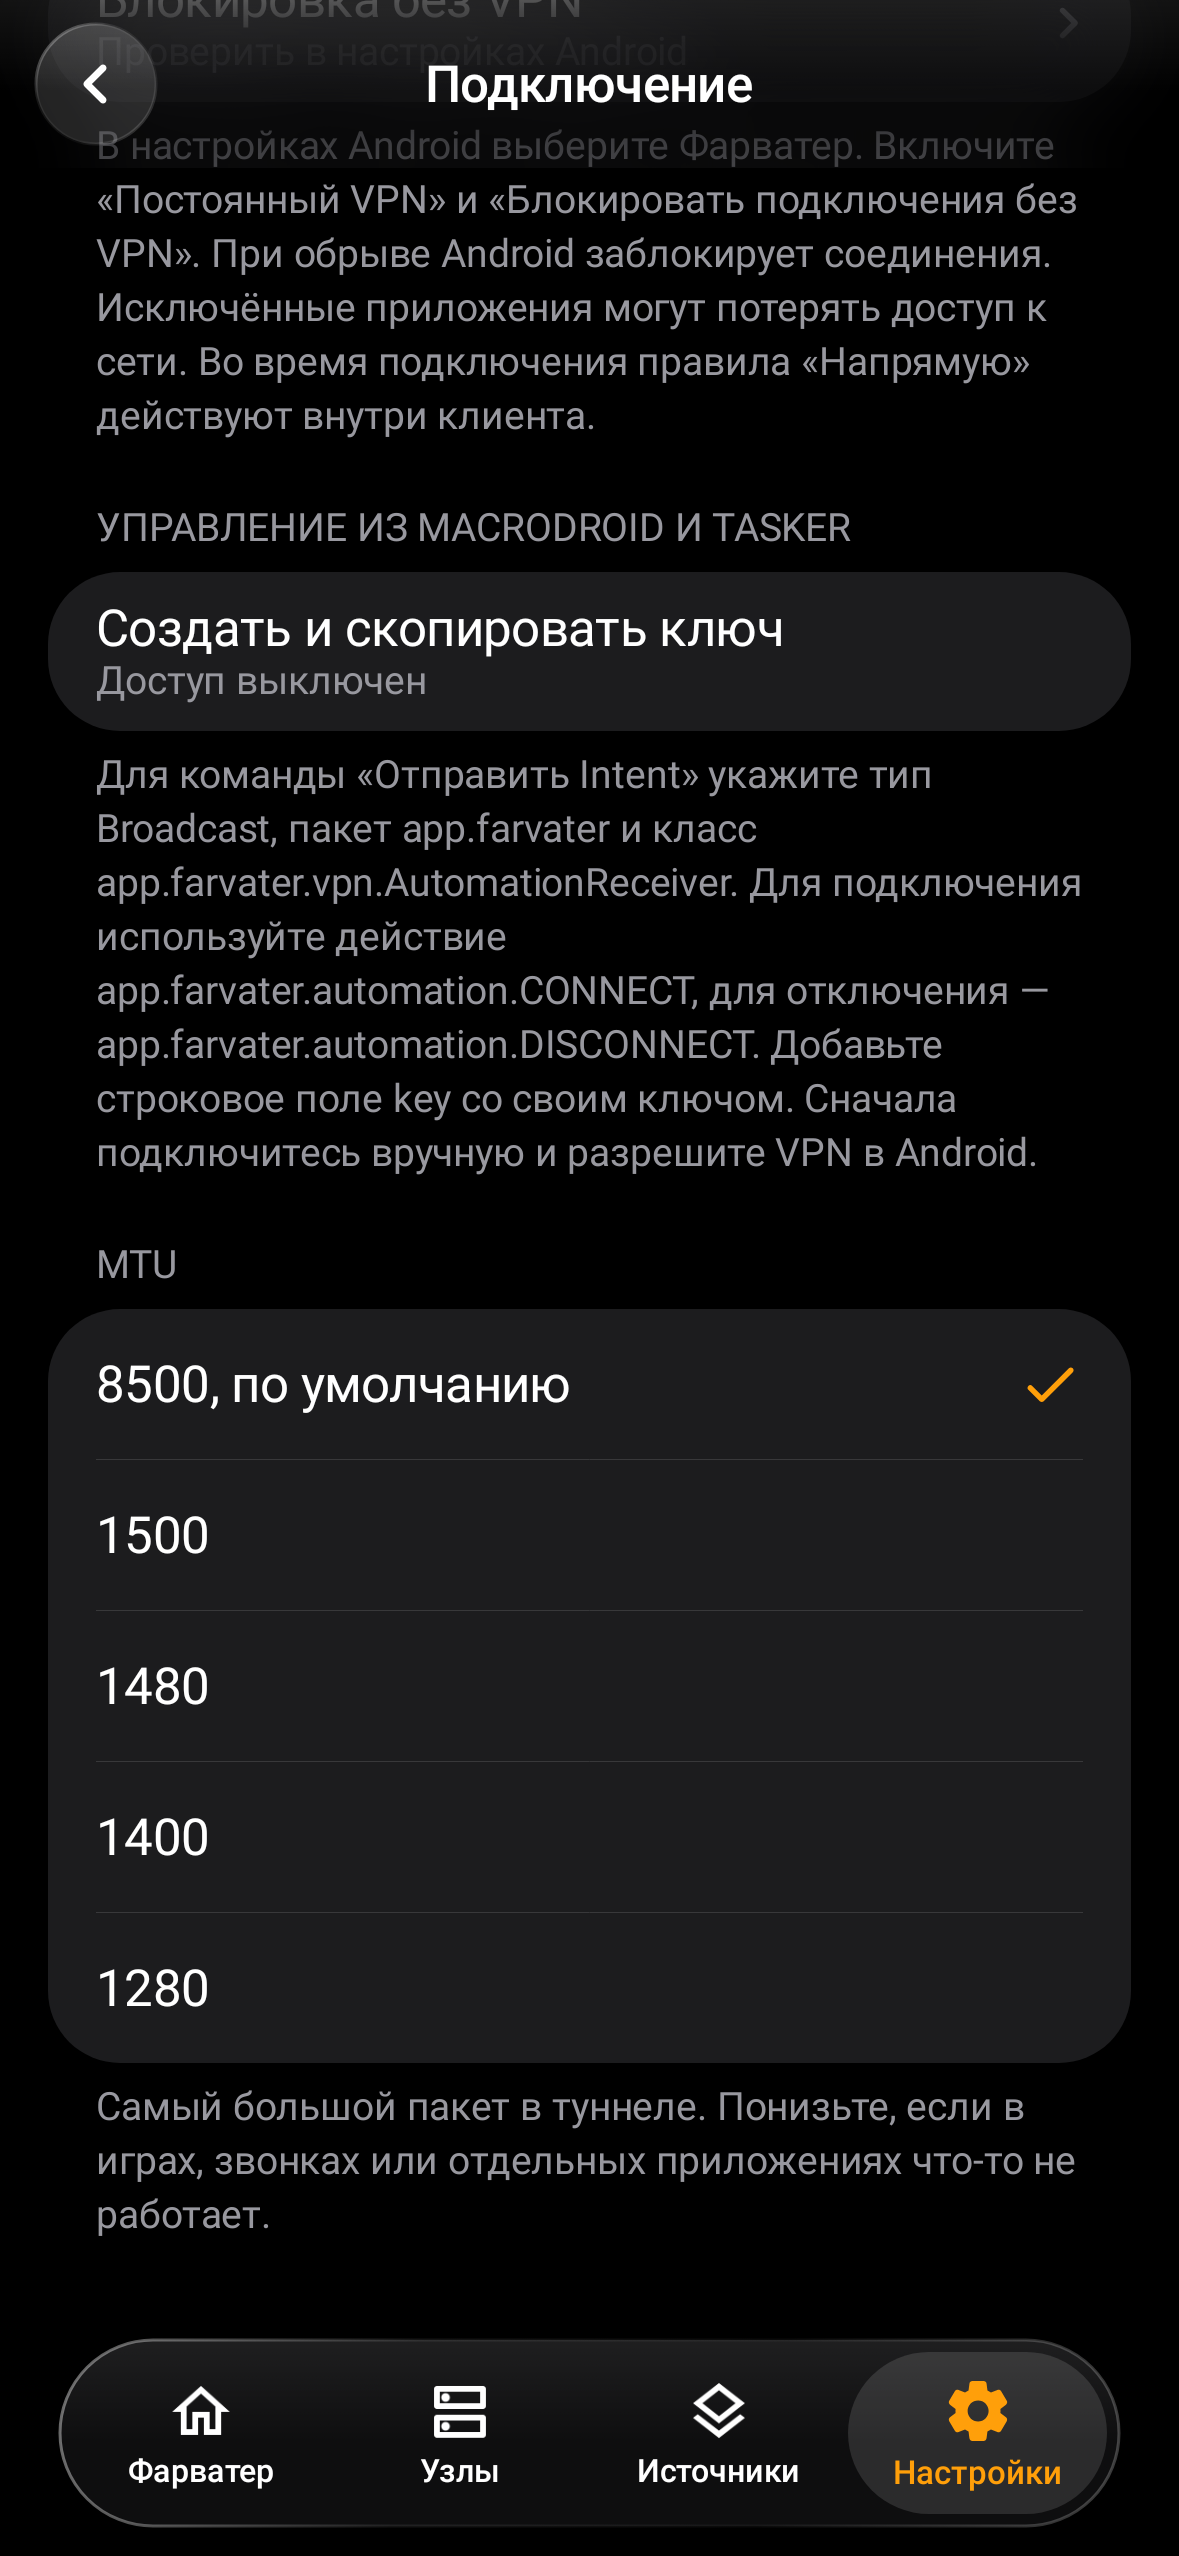 Блокировка без VPN
Проверить в настройках Android
Подключение
В настройках Android выберите Фарватер. Включите
«Постоянный VPN» и «Блокировать подключения без
VPN». При обрыве Android заблокирует соединения.
Исключённые приложения могут потерять доступ к
сети. Во время подключения правила «Напрямую»
действуют внутри клиента.
УПРАВЛЕНИЕ ИЗ MACRODROID И TASKER
Создать и скопировать ключ
Доступ выключен
Для команды «Отправить Intent» укажите тип
Broadcast, пакет app.farvater и класс
app.farvater.vpn.AutomationReceiver. Для подключения
используйте действие
app.farvater.automation.CONNECT, для отключения —
app.farvater.automation.DISCONNECT. Добавьте
строковое поле key со своим ключом. Сначала
подключитесь вручную и разрешите VPN в Android.
MTU
8500, по умолчанию
1500
1480
1400
1280
Самый большой пакет в туннеле. Понизьте, если в
играх, звонках или отдельных приложениях что-то не
работает.
Фарватер
Узлы
Источники
Настройки